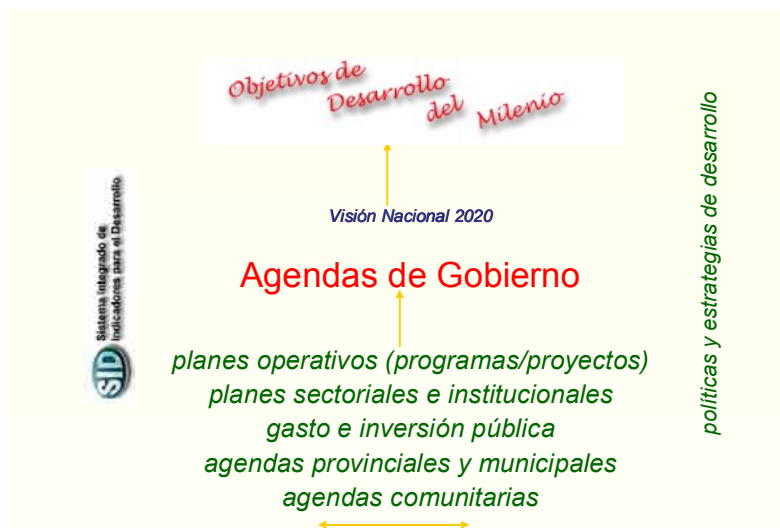 Objetivos de
Desarrollo
del
Milenio
Visión Nacional 2020
Agendas de Gobierno
planes operativos (programas/proyectos)
planes sectoriales e institucionales
gasto e inversión pública
agendas provinciales y municipales
agendas comunitarias
SID
Sistema Integrado de
Indicadores para el Desarrollo
políticas y estrategias de desarrollo